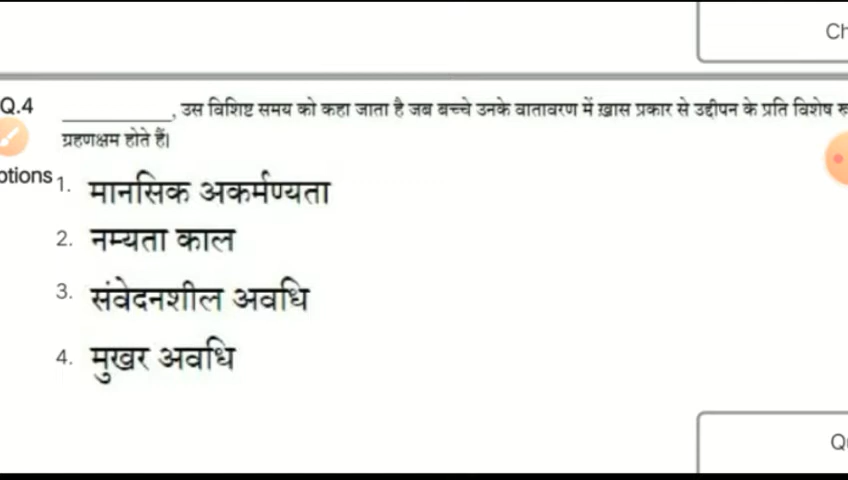 Ch
Q.4 ________, उस विशिष्ट समय को कहा जाता है जब बच्चे उनके वातावरण में ख़ास प्रकार से उद्दीपन के प्रति विशेष
ग्रहणक्षम होते हैं।
ptions 1. मानसिक अकर्मण्यता
2. नम्यता काल
3. संवेदनशील अवधि
4. मुखर अवधि